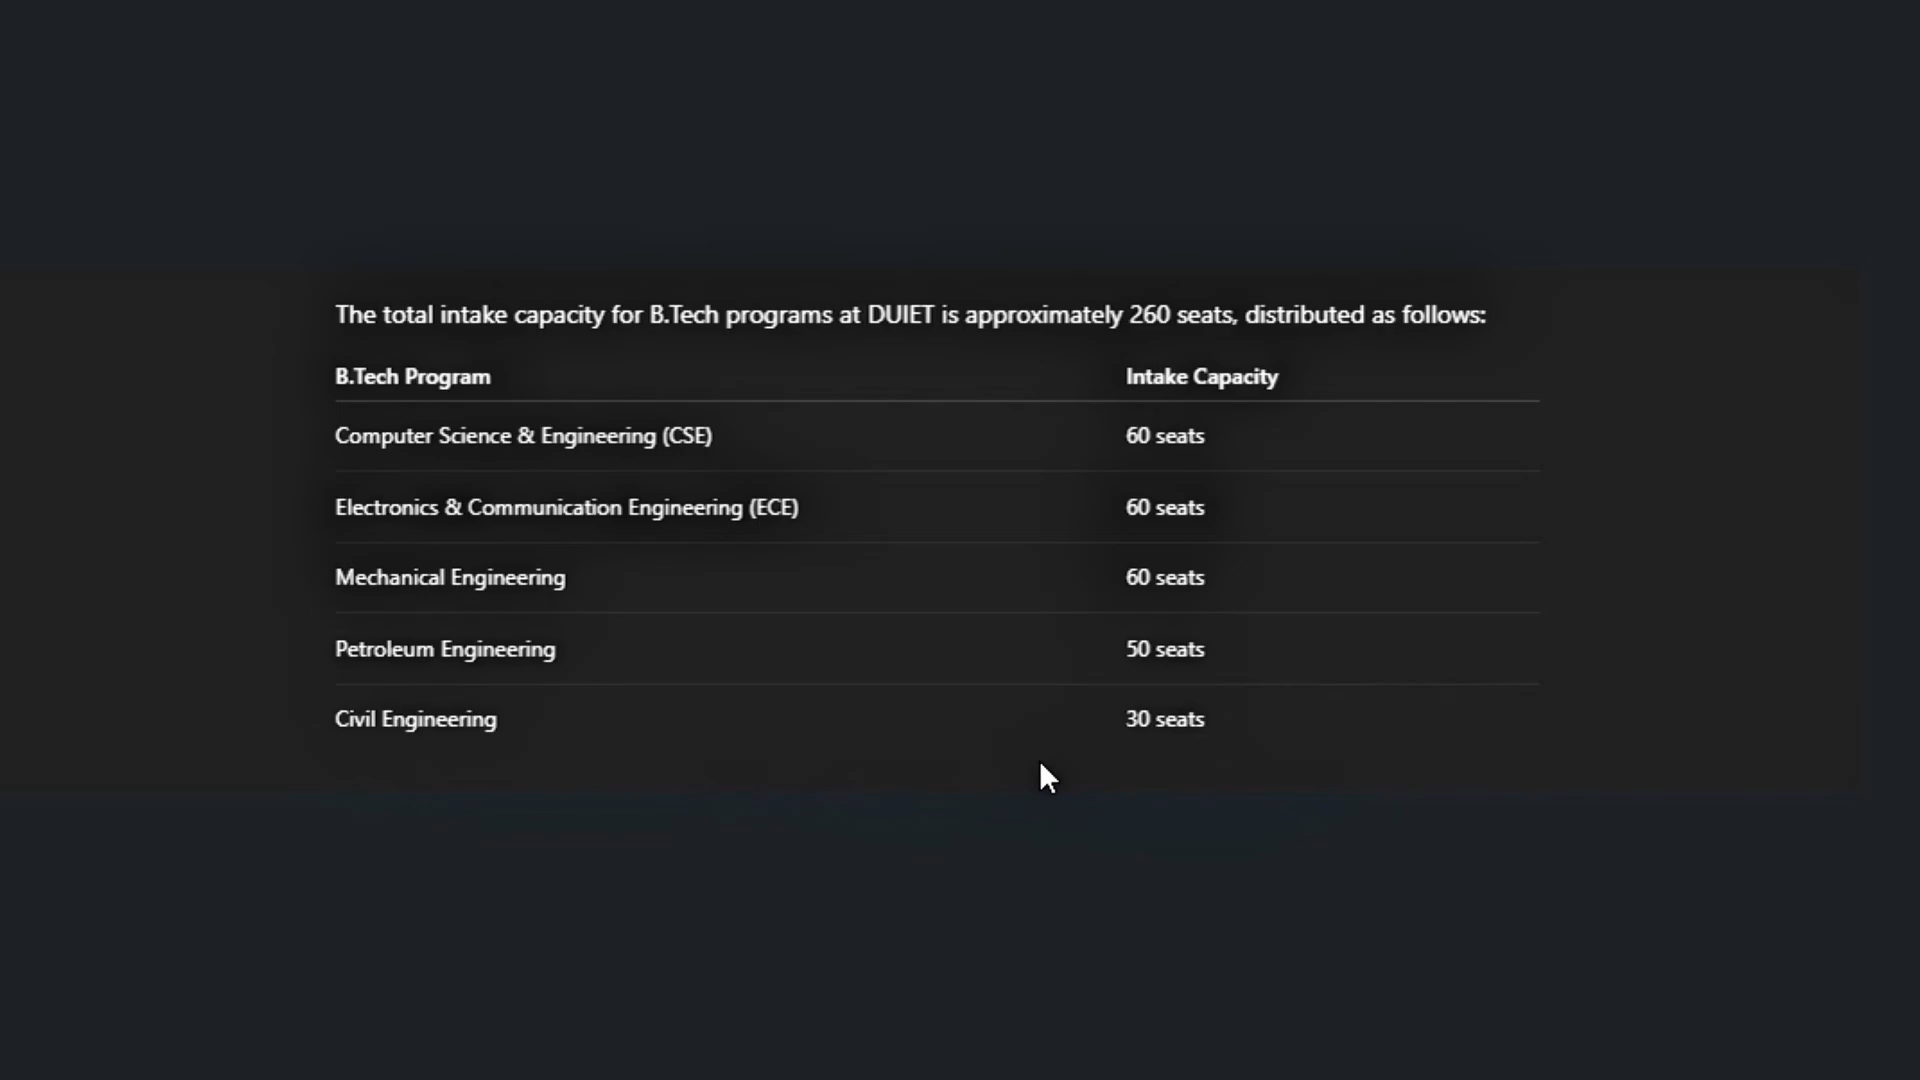 The total intake capacity for B.Tech programs at DUIET is approximately 260 seats, distributed as follows:
B.Tech Program Intake Capacity
Computer Science & Engineering (CSE) 60 seats
Electronics & Communication Engineering (ECE) 60 seats
Mechanical Engineering 60 seats
Petroleum Engineering 50 seats
Civil Engineering 30 seats